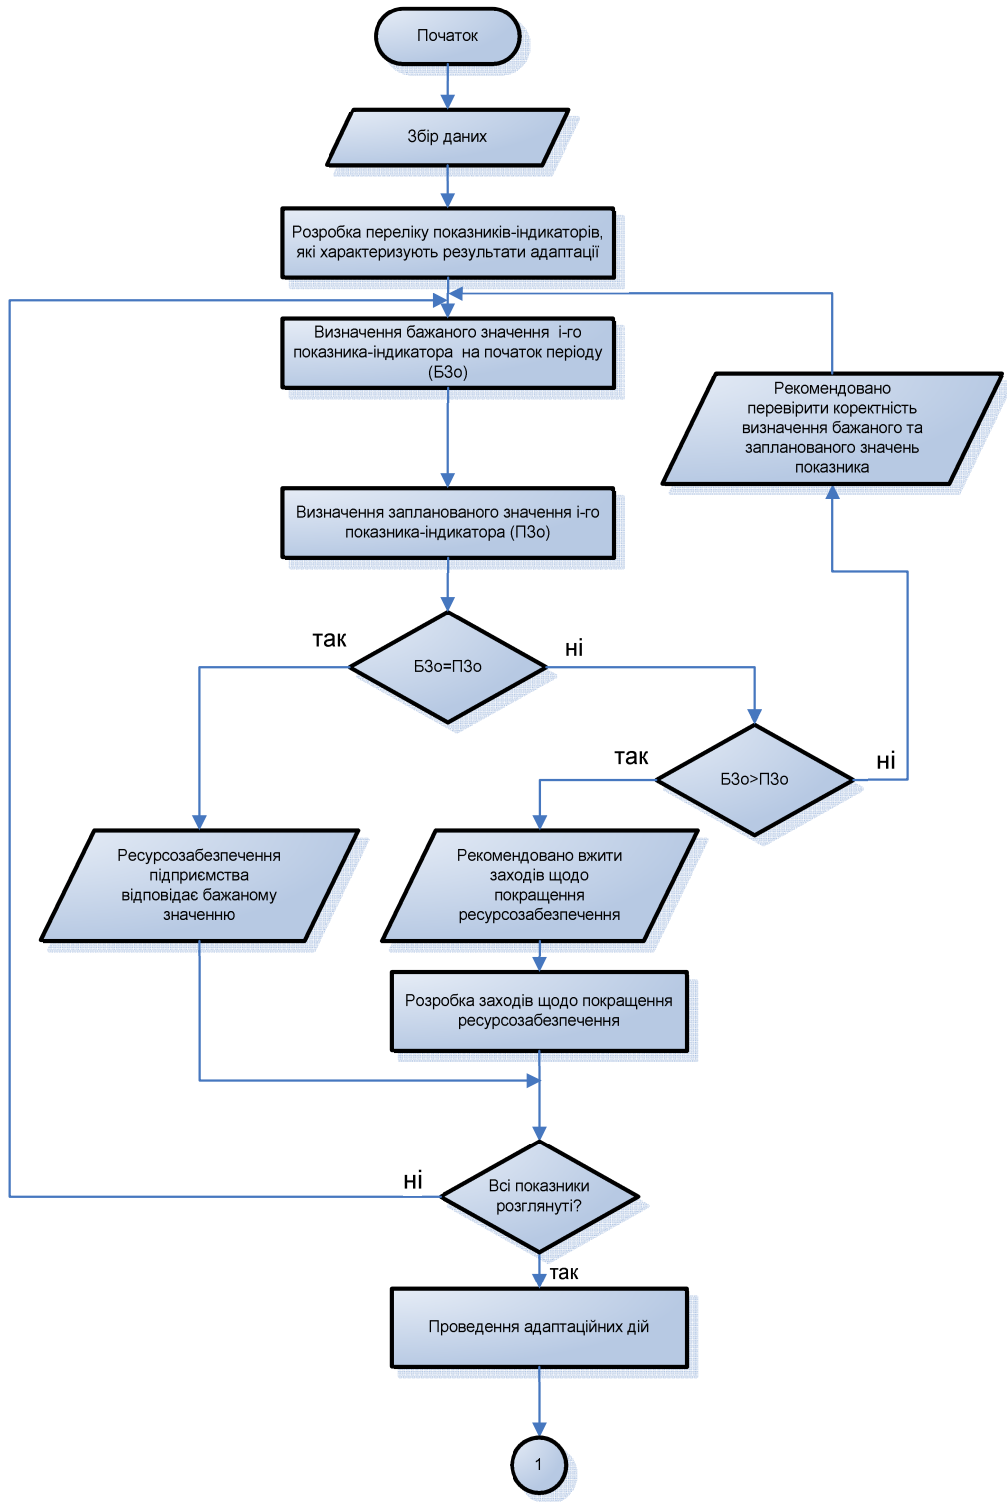 Початок
Збір даних
Розробка переліку показників-індикаторів,
які характеризують результати адаптації
Визначення бажаного значення і-го
показника-індикатора на початок періоду
(БЗо)
Рекомендовано
перевірити коректність
визначення бажаного та
запланованого значень
показника
Визначення запланованого значення і-го
показника-індикатора (ПЗо)
так
БЗо=ПЗо
ні
так
БЗо>ПЗо
ні
Ресурсозабезпечення
підприємства
відповідає бажаному
значенню
Рекомендовано вжити
заходів щодо
покращення
ресурсозабезпечення
Розробка заходів щодо покращення
ресурсозабезпечення
ні
Всі показники
розглянуті?
так
Проведення адаптаційних дій
1